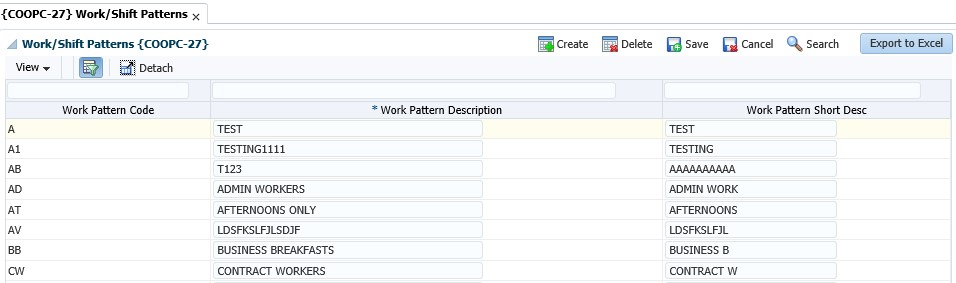 {COOPC-27} Work/Shift Patterns x
Work/Shift Patterns {COOPC-27} Create Delete Save Cancel Search Export to Excel
View Detach
Work Pattern Code * Work Pattern Description Work Pattern Short Desc
A TEST TEST
A1 TESTING1111 TESTING
AB T123 AAAAAAAAAA
AD ADMIN WORKERS ADMIN WORK
AT AFTERNOONS ONLY AFTERNOONS
AV LDSFKSLFJLSDJF LDSFKSLFJL
BB BUSINESS BREAKFASTS BUSINESS B
CW CONTRACT WORKERS CONTRACT W